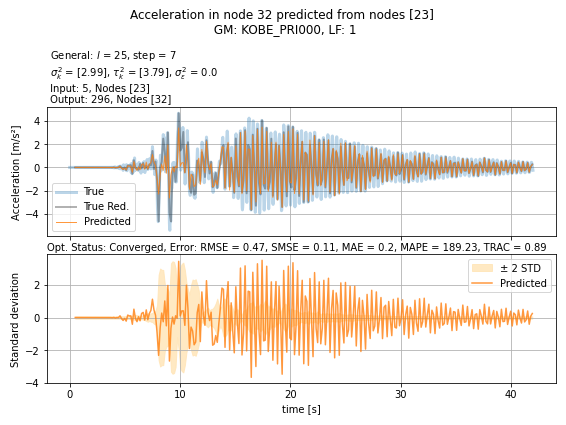 Acceleration in node 32 predicted from nodes [23]
GM: KOBE_PRI000, LF: 1
General: l = 25, step = 7
σ²ₖ = [2.99], τ²ₖ = [3.79], σ²ε = 0.0
Input: 5, Nodes [23]
Output: 296, Nodes [32]
Acceleration [m/s²]
4
2
0
−2
−4
True
True Red.
Predicted
Opt. Status: Converged, Error: RMSE = 0.47, SMSE = 0.11, MAE = 0.2, MAPE = 189.23, TRAC = 0.89
Standard deviation
2
0
−2
−4
± 2 STD
Predicted
0 10 20 30 40
time [s]